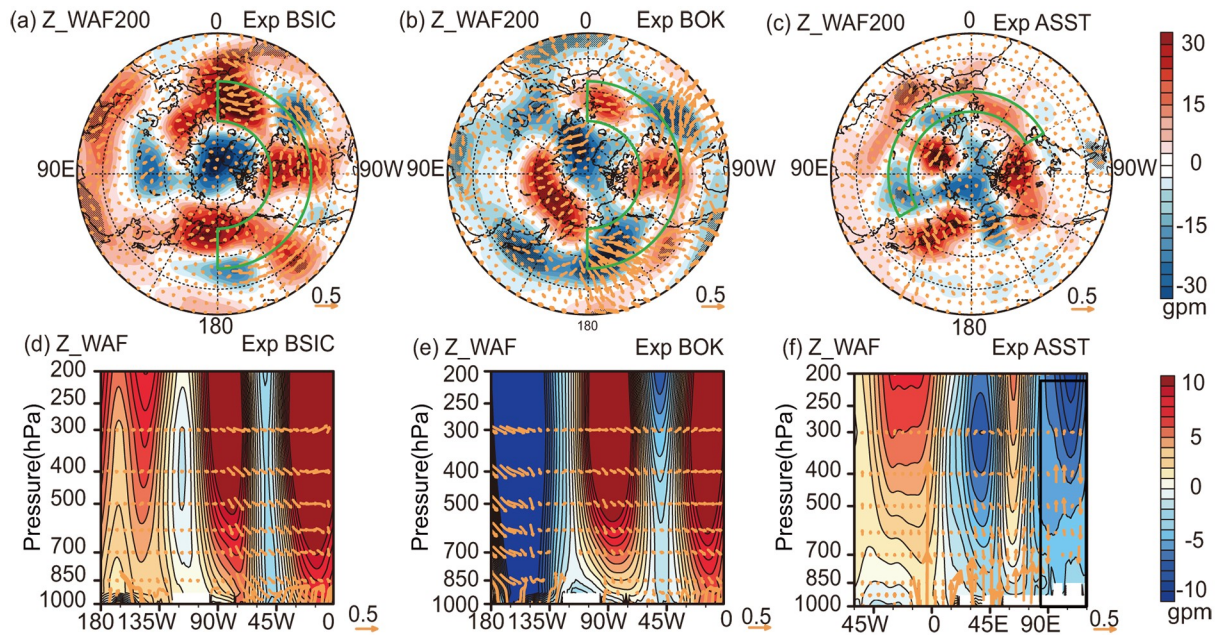 (a) Z_WAF200 0 Exp BSIC
(b) Z_WAF200 0 Exp BOK
(c) Z_WAF200 0 Exp ASST
90E 90W
90E 90W
90E 90W
180
180
180
0.5
0.5
0.5
30
15
0
-15
-30
gpm
(d) Z_WAF Exp BSIC
Pressure(hPa)
200
250
300
400
500
700
850
1000
180 135W 90W 45W 0
0.5
(e) Z_WAF Exp BOK
Pressure(hPa)
200
250
300
400
500
700
850
1000
180 135W 90W 45W 0
0.5
(f) Z_WAF Exp ASST
Pressure(hPa)
200
250
300
400
500
700
850
1000
45W 0 45E 90E
0.5
10
5
0
-5
-10
gpm